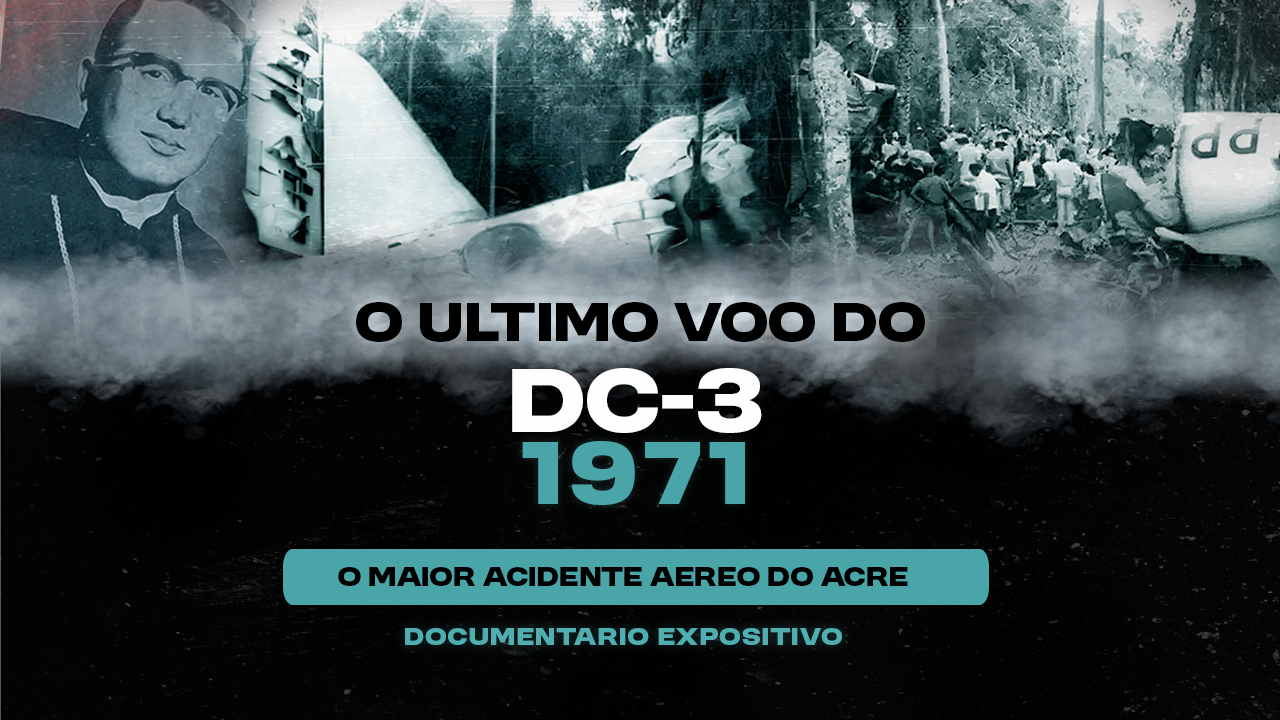 O ULTIMO VOO DO
DC-3
1971
O MAIOR ACIDENTE AEREO DO ACRE
DOCUMENTARIO EXPOSITIVO